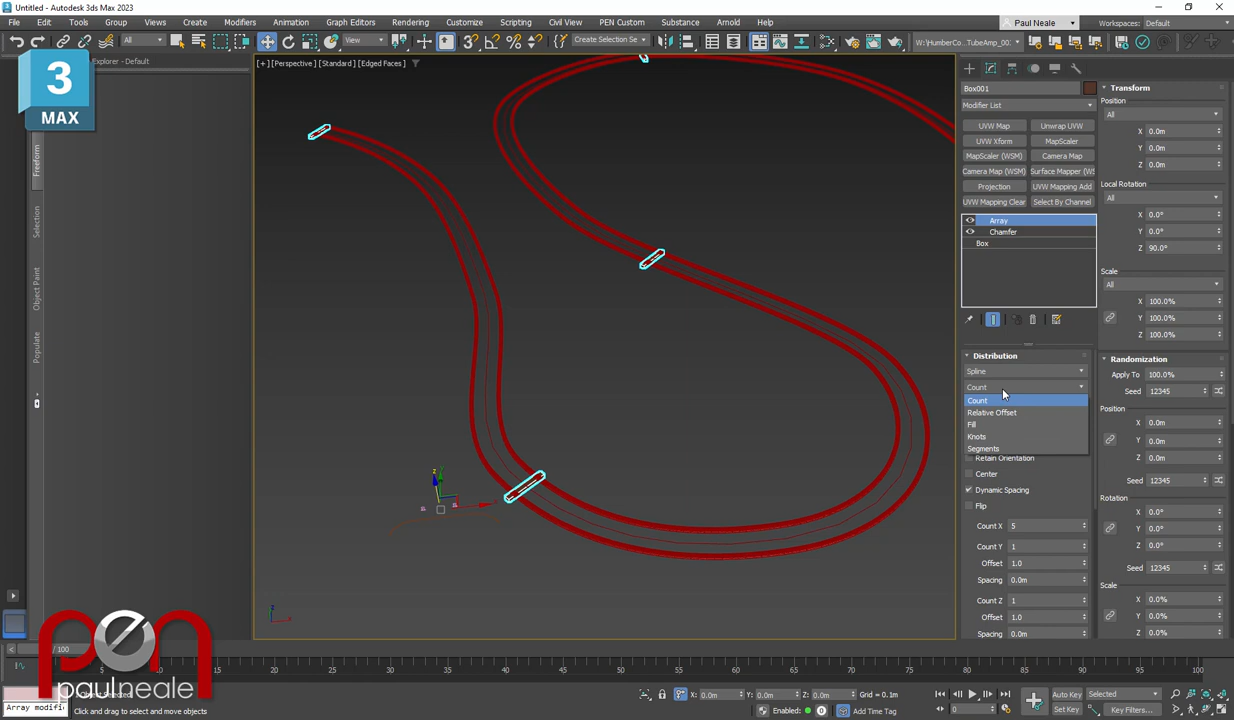 Untitled - Autodesk 3ds Max 2023
File Edit Tools Group Views Create Modifiers Animation Graph Editors Rendering Customize Scripting Civil View PEN Custom Substance Arnold Help
Paul Neale
Workspaces: Default
All
View
Create Selection Se
W:\HumberCo...TubeAmp_00...
3
MAX
Explorer - Default
[+] [Perspective] [Standard] [Edged Faces]
Freeform
Selection
Object Paint
Populate
Box001
Modifier List
UVW Map Unwrap UVW
UVW Xform MapScaler
MapScaler (WSM) Camera Map
Camera Map (WSM) Surface Mapper (WS
Projection UVW Mapping Add
UVW Mapping Clear Select By Channel
Array
Chamfer
Box
Distribution
Spline
Count
Count
Relative Offset
Fill
Knots
Segments
Retain Orientation
Center
Dynamic Spacing
Flip
Count X 5
Count Y 1
Offset 1.0
Spacing 0.0m
Count Z 1
Offset 1.0
Spacing 0.0m
Transform
Position
All
X 0.0m
Y 0.0m
Z 0.0m
Local Rotation
All
X 0.0°
Y 0.0°
Z 90.0°
Scale
All
X 100.0%
Y 100.0%
Z 100.0%
Randomization
Apply To 100.0%
Seed 12345
Position
X 0.0m
Y 0.0m
Z 0.0m
Seed 12345
Rotation
X 0.0°
Y 0.0°
Z 0.0°
Seed 12345
Scale
X 0.0%
Y 0.0%
Z 0.0%
z
x
/ 100
15 20 25 30 35 40 45 50 55 60 65 70 75 80 85 90 95 100
pen
paulneale
Array modifi
Click and drag to select and move objects
X: 0.0m Y: 0.0m Z: 0.0m Grid = 0.1m
Enabled: Add Time Tag
0
Auto Key Selected
Set Key Key Filters...